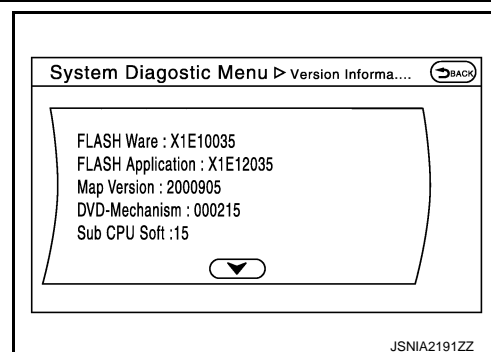 System Diagostic Menu ▷ Version Informa....
BACK
FLASH Ware : X1E10035
FLASH Application : X1E12035
Map Version : 2000905
DVD-Mechanism : 000215
Sub CPU Soft :15
JSNIA2191ZZ